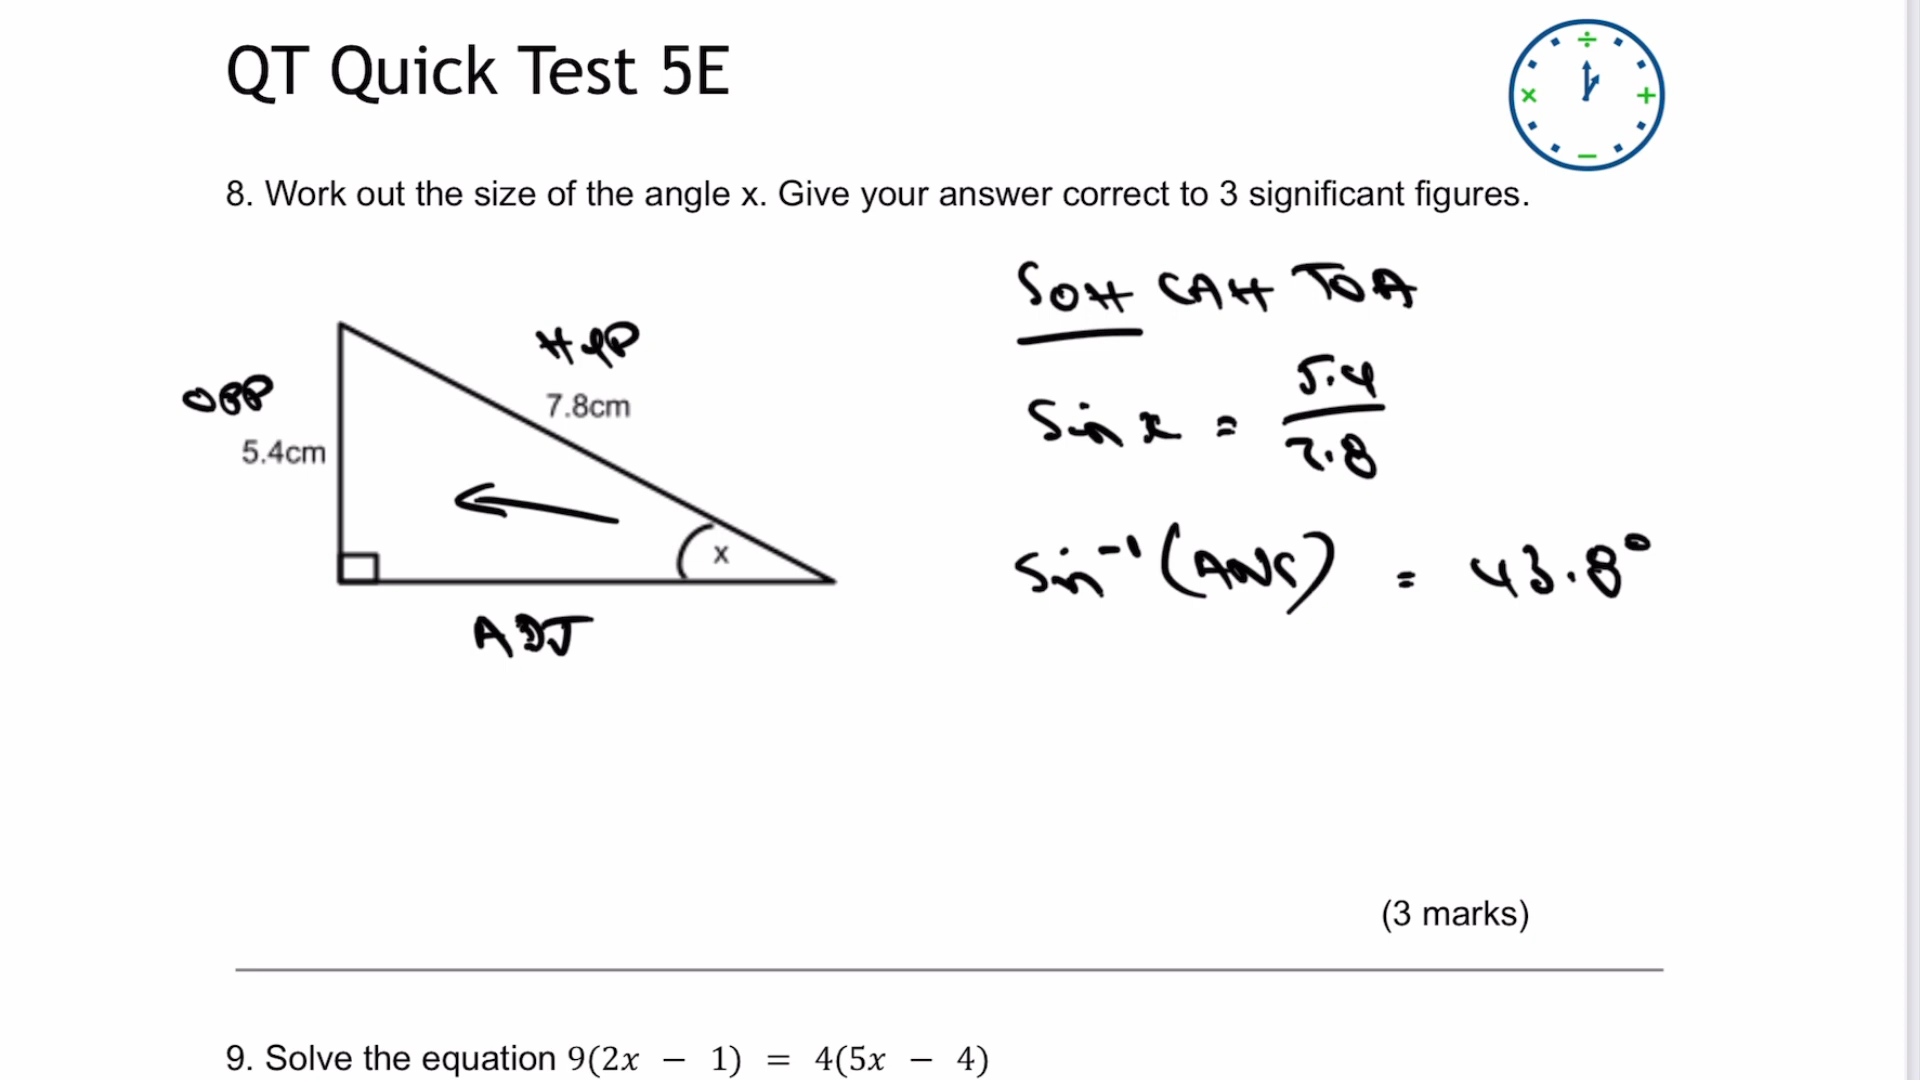 QT Quick Test 5E
÷
×
+
−
8. Work out the size of the angle x. Give your answer correct to 3 significant figures.
SOH CAH TOA
HYP
7.8cm
OPP
5.4cm
Sin x = 5.4 / 7.8
x
Sin⁻¹ (ANS) = 43.8°
ADJ
(3 marks)
9. Solve the equation 9(2x − 1) = 4(5x − 4)